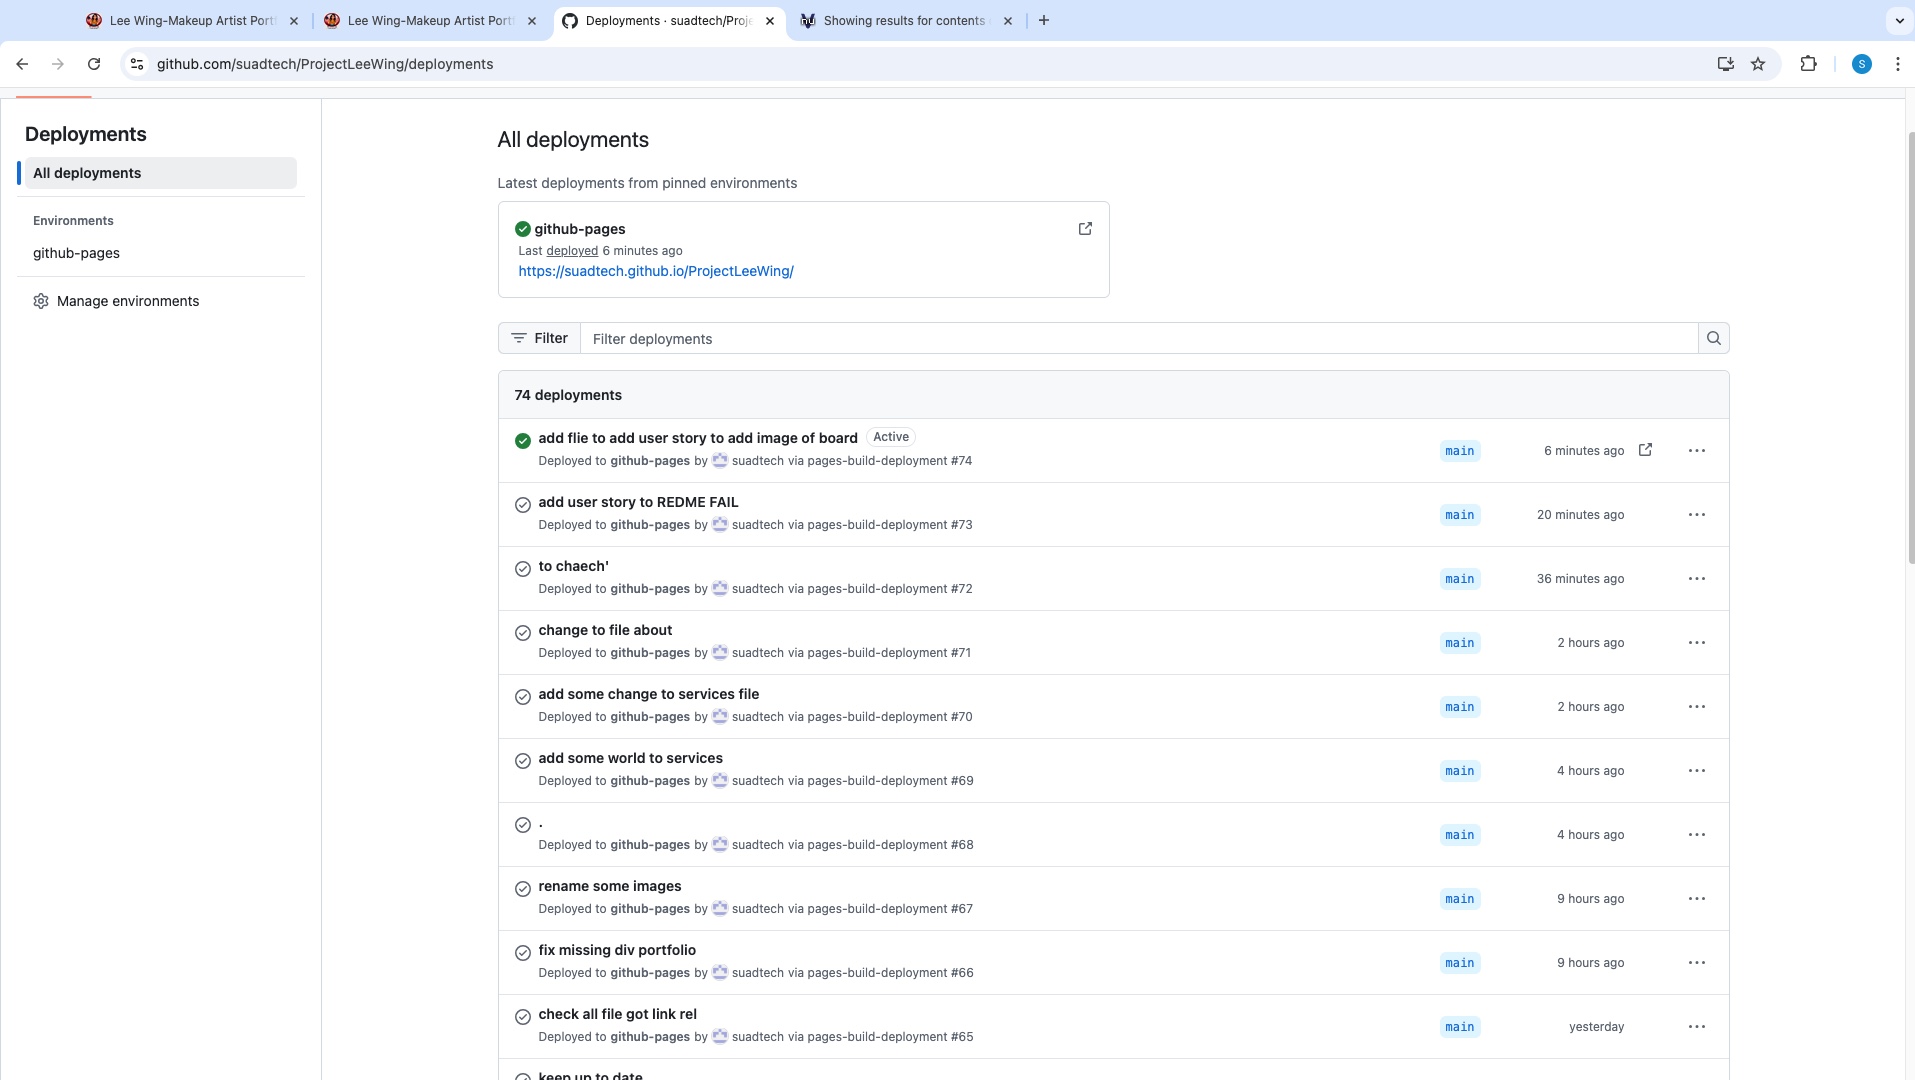 Lee Wing-Makeup Artist Port
Lee Wing-Makeup Artist Port
Deployments · suadtech/Proje
Showing results for contents
github.com/suadtech/ProjectLeeWing/deployments
S
Deployments
All deployments
Environments
github-pages
Manage environments
All deployments
Latest deployments from pinned environments
github-pages
Last deployed 6 minutes ago
https://suadtech.github.io/ProjectLeeWing/
Filter
Filter deployments
74 deployments
add flie to add user story to add image of board Active
Deployed to github-pages by suadtech via pages-build-deployment #74
main 6 minutes ago
add user story to REDME FAIL
Deployed to github-pages by suadtech via pages-build-deployment #73
main 20 minutes ago
to chaech'
Deployed to github-pages by suadtech via pages-build-deployment #72
main 36 minutes ago
change to file about
Deployed to github-pages by suadtech via pages-build-deployment #71
main 2 hours ago
add some change to services file
Deployed to github-pages by suadtech via pages-build-deployment #70
main 2 hours ago
add some world to services
Deployed to github-pages by suadtech via pages-build-deployment #69
main 4 hours ago
.
Deployed to github-pages by suadtech via pages-build-deployment #68
main 4 hours ago
rename some images
Deployed to github-pages by suadtech via pages-build-deployment #67
main 9 hours ago
fix missing div portfolio
Deployed to github-pages by suadtech via pages-build-deployment #66
main 9 hours ago
check all file got link rel
Deployed to github-pages by suadtech via pages-build-deployment #65
main yesterday
keep up to date